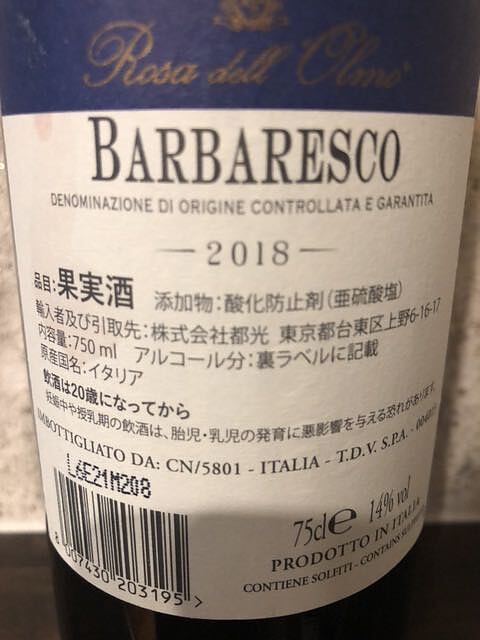 Rosa dell'Olmo
BARBARESCO
DENOMINAZIONE DI ORIGINE CONTROLLATA E GARANTITA
2018
品目:果実酒 添加物:酸化防止剤(亜硫酸塩)
輸入者及び引取先:株式会社都光 東京都台東区上野6-16-17
内容量:750ml アルコール分:裏ラベルに記載
原産国名:イタリア
飲酒は20歳になってから
妊娠中や授乳期の飲酒は、胎児・乳児の発育に悪影響を与える恐れがあります。
IMBOTTIGLIATO DA: CN/5801 - ITALIA - T.D.V. S.P.A. -
L6E21M208
75cle 14% vol
PRODOTTO IN ITALIA
CONTIENE SOLFITI - CONTAINS
8 007430 203195 >